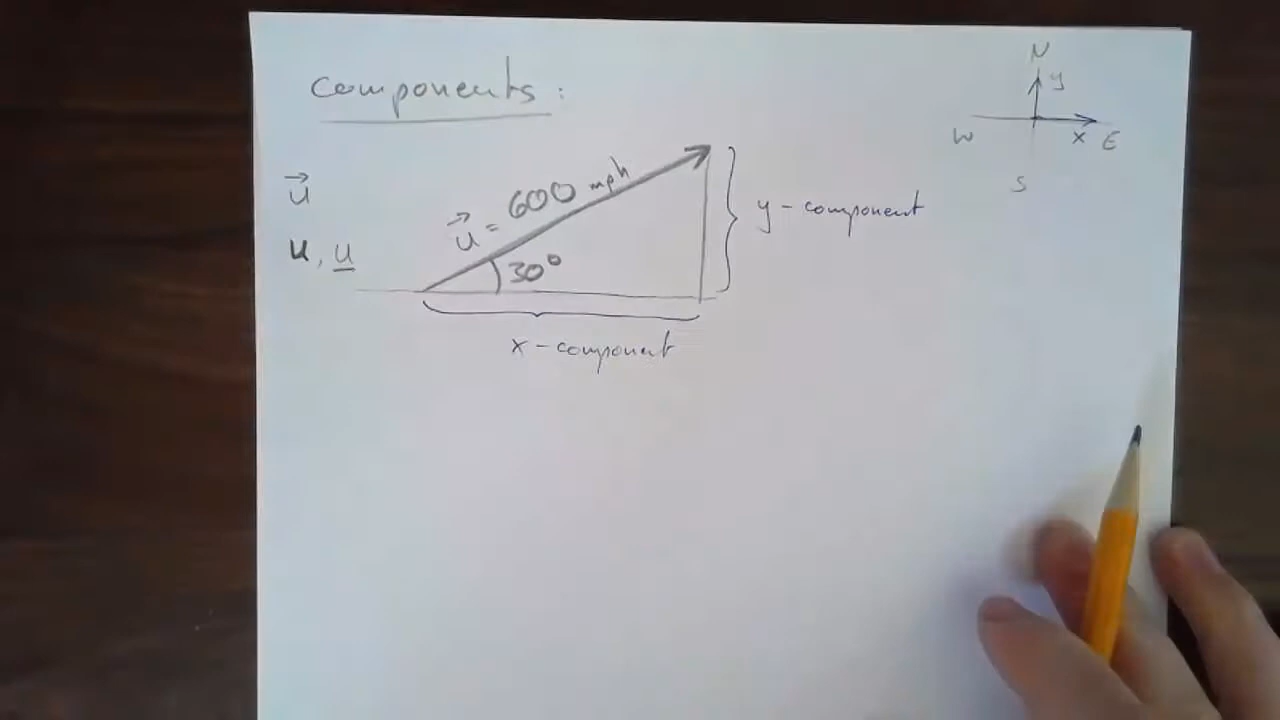 components:
N
y
W
x E
S
u⃗
u, u̲
u⃗ = 600 mph
30°
y-component
x-component